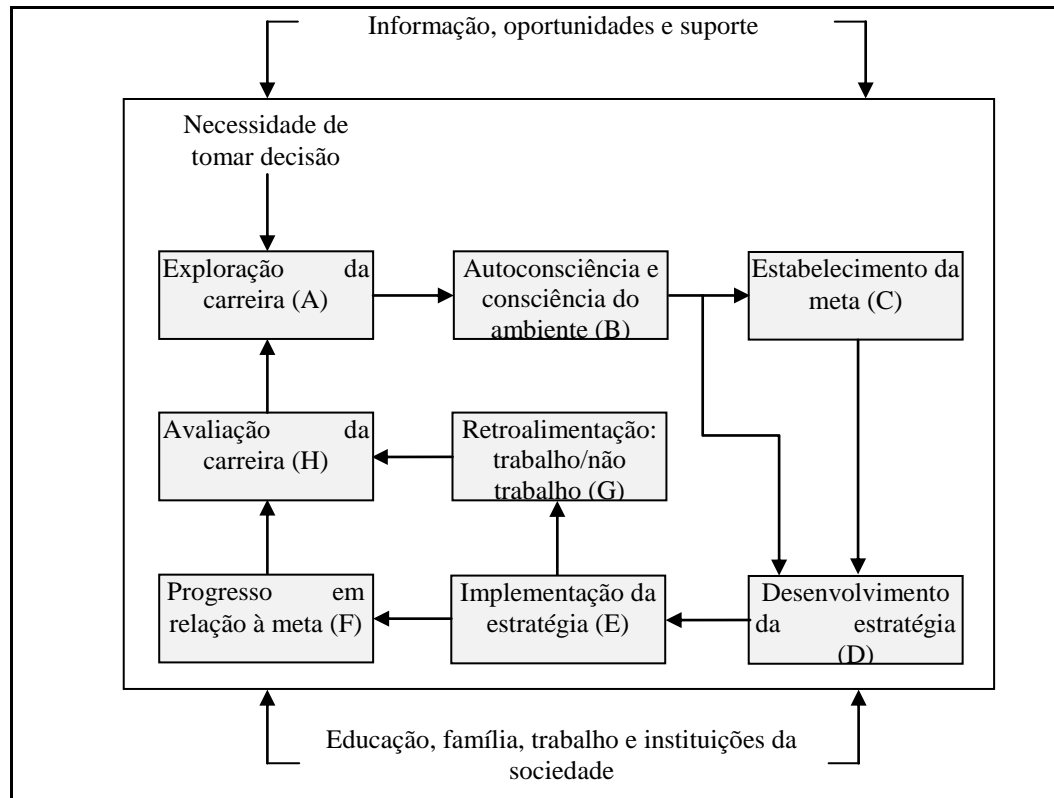 Informação, oportunidades e suporte
Necessidade de
tomar decisão
Exploração da
carreira (A)
Autoconsciência e
consciência do
ambiente (B)
Estabelecimento da
meta (C)
Avaliação da
carreira (H)
Retroalimentação:
trabalho/não
trabalho (G)
Progresso em
relação à meta (F)
Implementação da
estratégia (E)
Desenvolvimento
da estratégia
(D)
Educação, família, trabalho e instituições da
sociedade